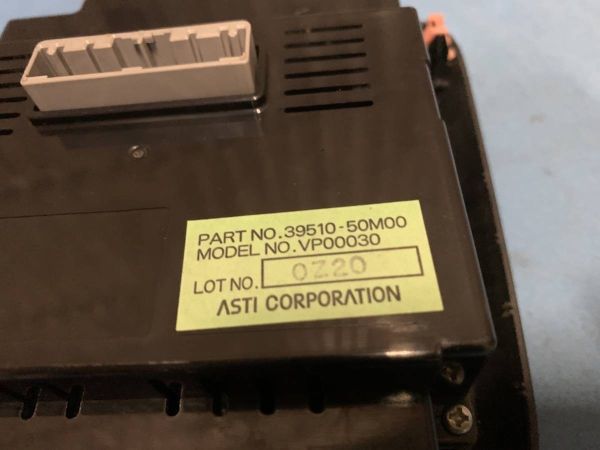 PART NO.39510-50M00
MODEL NO.VP00030
LOT NO. 0Z20
ASTI CORPORATION